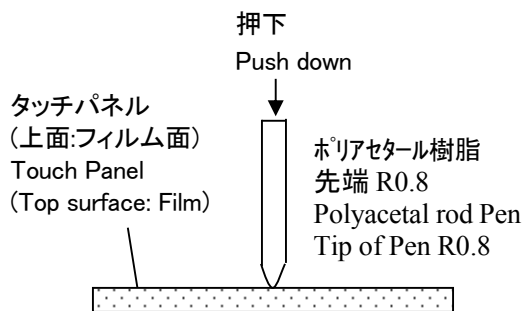 押下
Push down
タッチパネル
(上面:フィルム面)
Touch Panel
(Top surface: Film)
ﾎﾟﾘｱｾﾀｰﾙ樹脂
先端 R0.8
Polyacetal rod Pen
Tip of Pen R0.8